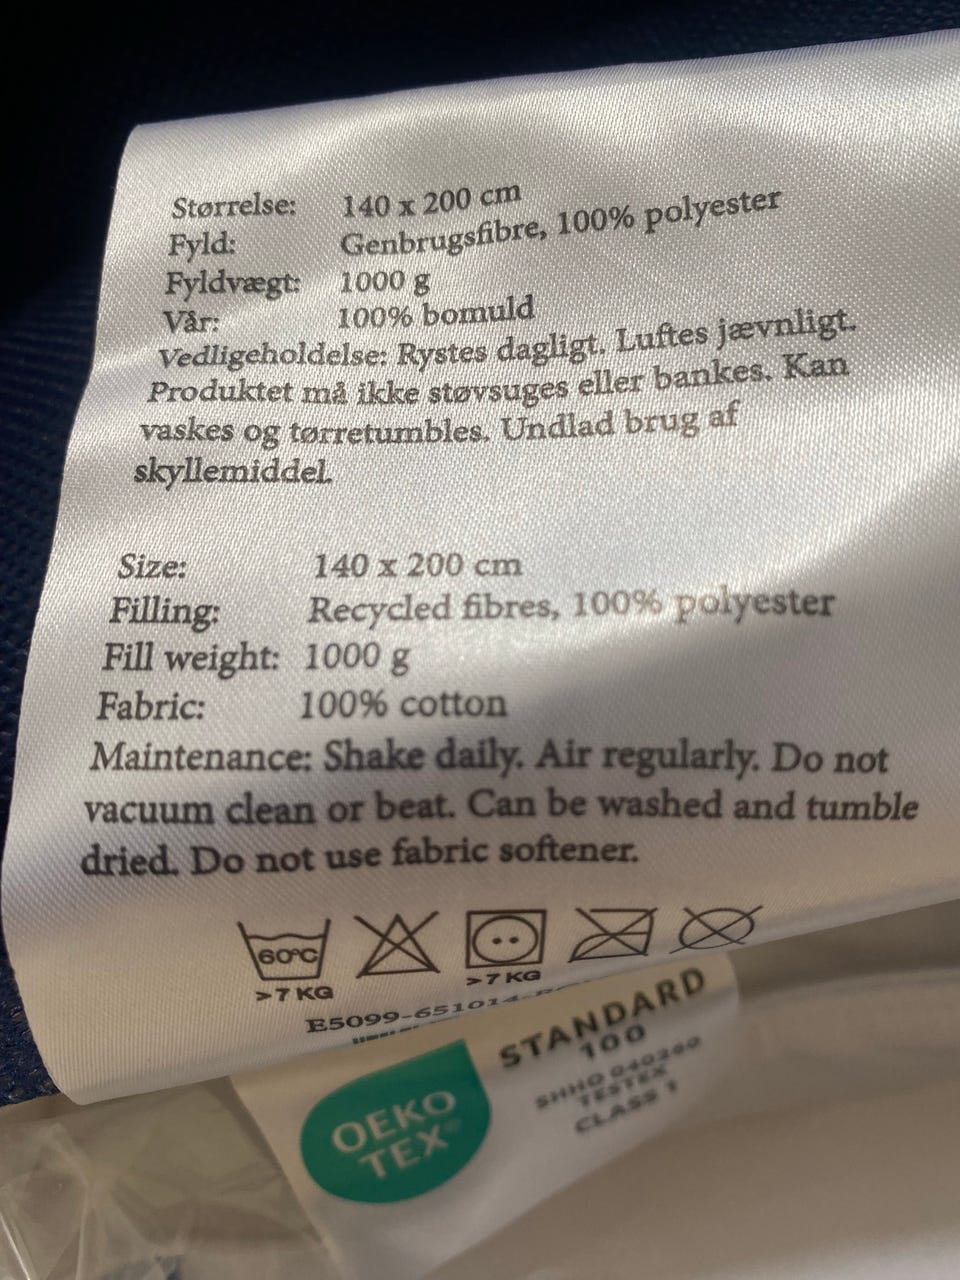 Størrelse: 140 x 200 cm
Fyld: Genbrugsfibre, 100% polyester
Fyldvægt: 1000 g
Vår: 100% bomuld
Vedligeholdelse: Rystes dagligt. Luftes jævnligt.
Produktet må ikke støvsuges eller bankes. Kan
vaskes og tørretumbles. Undlad brug af
skyllemiddel.
Size: 140 x 200 cm
Filling: Recycled fibres, 100% polyester
Fill weight: 1000 g
Fabric: 100% cotton
Maintenance: Shake daily. Air regularly. Do not
vacuum clean or beat. Can be washed and tumble
dried. Do not use fabric softener.
60°C
>7 KG >7 KG
E5099-651014
STANDARD
100
OEKO
TEX®
SHHO 040260
TESTEX
CLASS 1